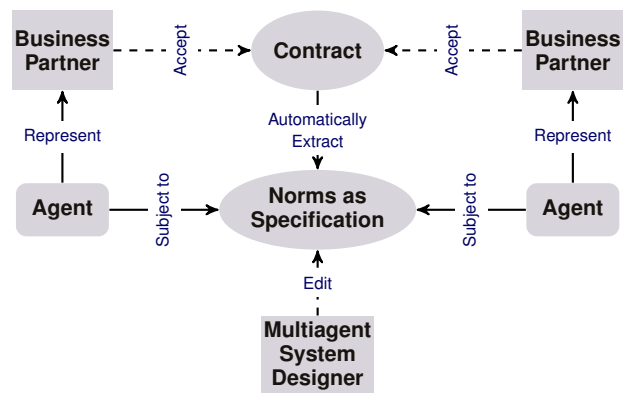 Business
Partner
Accept
Contract
Accept
Business
Partner
Automatically
Extract
Represent
Represent
Agent
Subject to
Norms as
Specification
Subject to
Agent
Edit
Multiagent
System
Designer